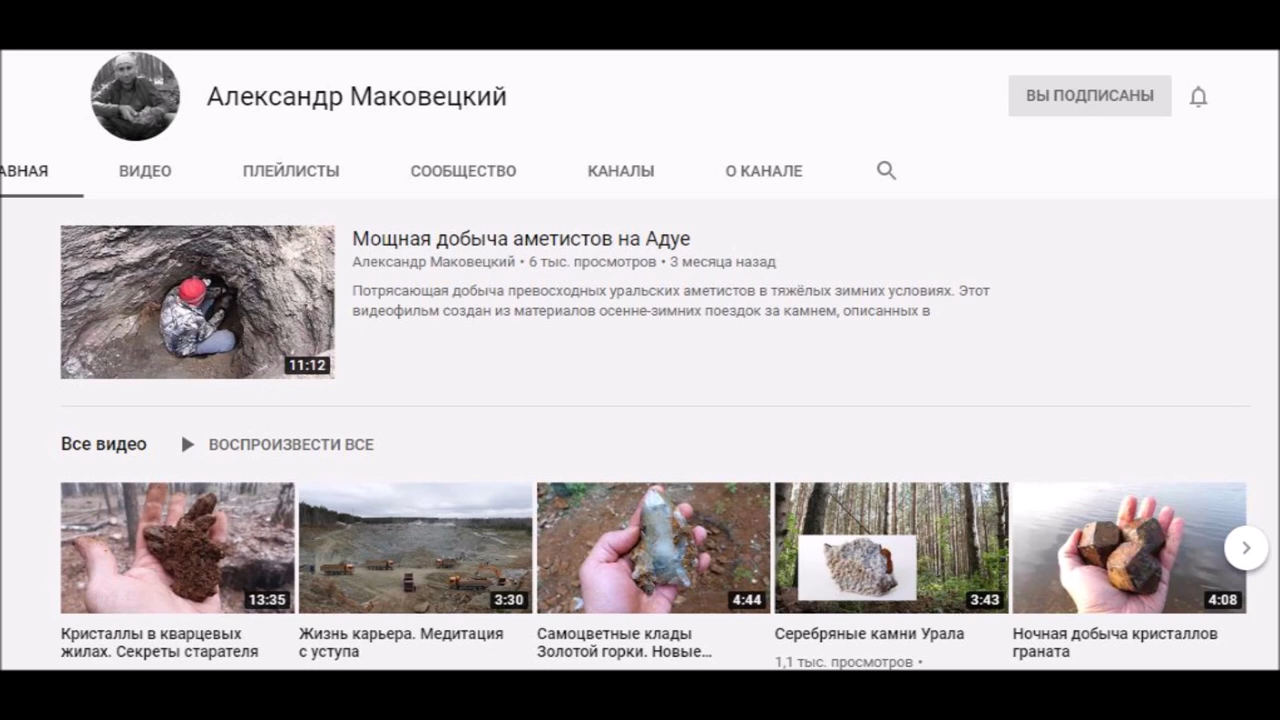 Александр Маковецкий
ВЫ ПОДПИСАНЫ
АВНАЯ ВИДЕО ПЛЕЙЛИСТЫ СООБЩЕСТВО КАНАЛЫ О КАНАЛЕ
Мощная добыча аметистов на Адуе
Александр Маковецкий • 6 тыс. просмотров • 3 месяца назад
Потрясающая добыча превосходных уральских аметистов в тяжёлых зимних условиях. Этот
видеофильм создан из материалов осенне-зимних поездок за камнем, описанных в
11:12
Все видео ВОСПРОИЗВЕСТИ ВСЕ
13:35
Кристаллы в кварцевых
жилах. Секреты старателя
3:30
Жизнь карьера. Медитация
с уступа
4:44
Самоцветные клады
Золотой горки. Новые...
3:43
Серебряные камни Урала
1,1 тыс. просмотров •
4:08
Ночная добыча кристаллов
граната